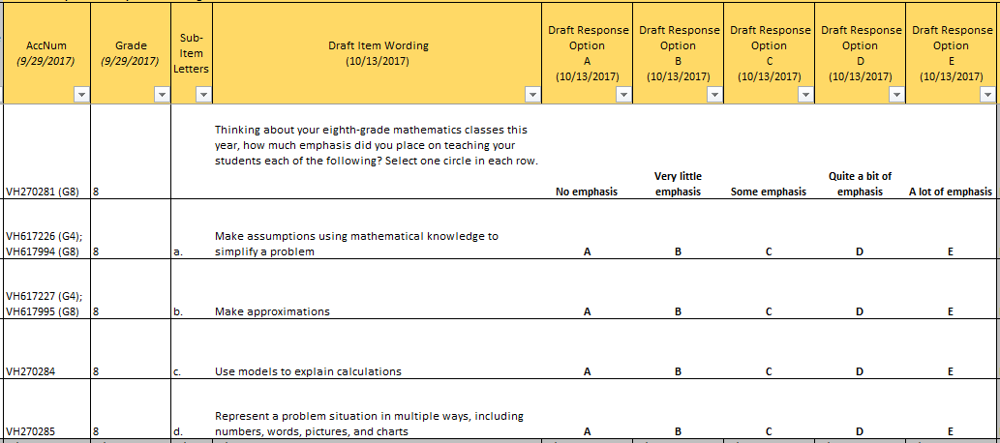 AccNum
(9/29/2017)
Grade
(9/29/2017)
Sub-
Item
Letters
Draft Item Wording
(10/13/2017)
Draft Response
Option
A
(10/13/2017)
Draft Response
Option
B
(10/13/2017)
Draft Response
Option
C
(10/13/2017)
Draft Response
Option
D
(10/13/2017)
Draft Response
Option
E
(10/13/2017)
VH270281 (G8)
8
Thinking about your eighth-grade mathematics classes this
year, how much emphasis did you place on teaching your
students each of the following? Select one circle in each row.
No emphasis
Very little
emphasis
Some emphasis
Quite a bit of
emphasis
A lot of emphasis
VH617226 (G4);
VH617994 (G8)
8
a.
Make assumptions using mathematical knowledge to
simplify a problem
A
B
C
D
E
VH617227 (G4);
VH617995 (G8)
8
b.
Make approximations
A
B
C
D
E
VH270284
8
c.
Use models to explain calculations
A
B
C
D
E
VH270285
8
d.
Represent a problem situation in multiple ways, including
numbers, words, pictures, and charts
A
B
C
D
E